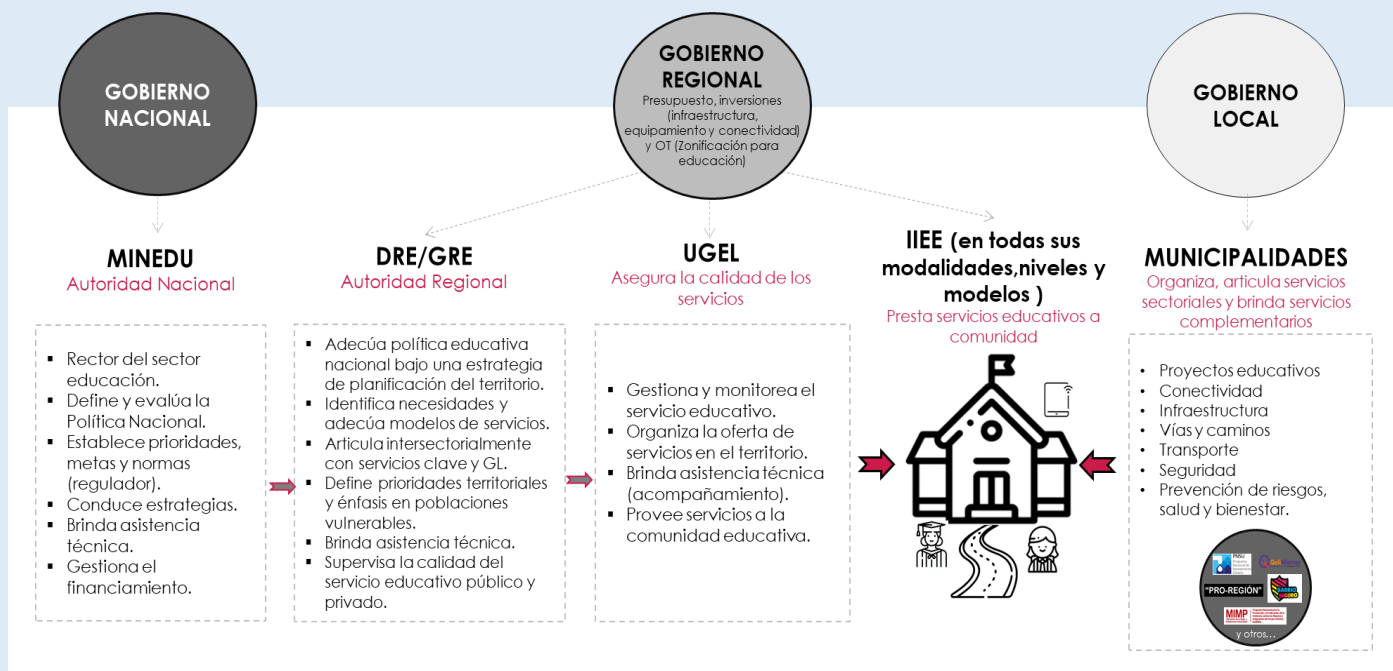 GOBIERNO
NACIONAL
GOBIERNO
REGIONAL
Presupuesto, inversiones
(infraestructura,
equipamiento y conectividad)
y OT (Zonificación para
educación)
GOBIERNO
LOCAL
MINEDU
Autoridad Nacional
▪ Rector del sector
educación.
▪ Define y evalúa la
Política Nacional.
▪ Establece prioridades,
metas y normas
(regulador).
▪ Conduce estrategias.
▪ Brinda asistencia
técnica.
▪ Gestiona el
financiamiento.
DRE/GRE
Autoridad Regional
▪ Adecúa política educativa
nacional bajo una estrategia
de planificación del territorio.
▪ Identifica necesidades y
adecúa modelos de servicios.
▪ Articula intersectorialmente
con servicios clave y GL.
▪ Define prioridades territoriales
y énfasis en poblaciones
vulnerables.
▪ Brinda asistencia técnica.
▪ Supervisa la calidad del
servicio educativo público y
privado.
UGEL
Asegura la calidad de los
servicios
▪ Gestiona y monitorea el
servicio educativo.
▪ Organiza la oferta de
servicios en el territorio.
▪ Brinda asistencia técnica
(acompañamiento).
▪ Provee servicios a la
comunidad educativa.
IIEE (en todas sus
modalidades,niveles y
modelos )
Presta servicios educativos a
comunidad
MUNICIPALIDADES
Organiza, articula servicios
sectoriales y brinda servicios
complementarios
• Proyectos educativos
• Conectividad
• Infraestructura
• Vías y caminos
• Transporte
• Seguridad
• Prevención de riesgos,
salud y bienestar.
PNSU
"PRO-REGIÓN"
BARRIO
SEGURO
MIMP
y otros...